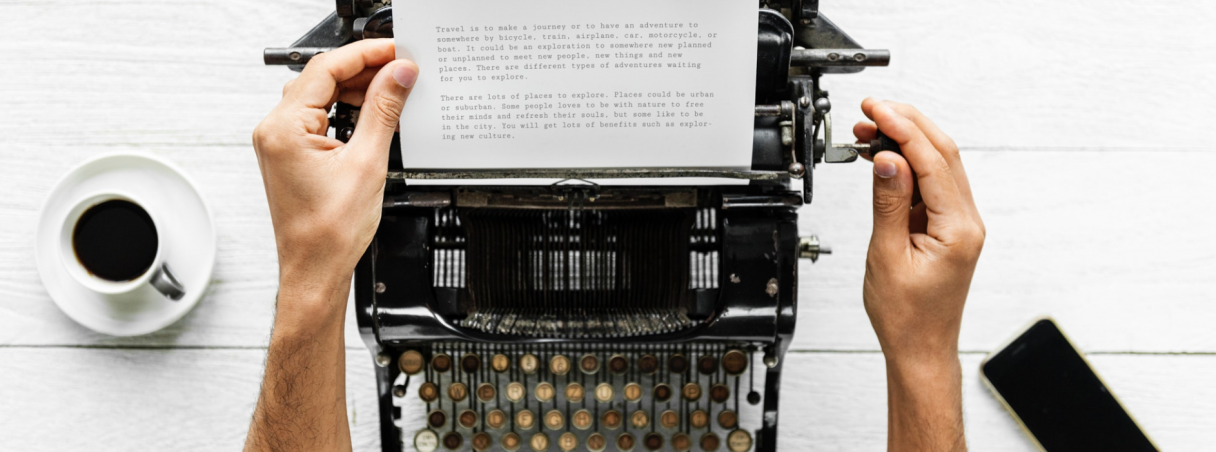 Travel is to make a journey or to have an adventure to
somewhere by bicycle, train, airplane, car. motorcycle, or
boat. It could be an exploration to somewhere new planned
or unplanned to meet new people, new things and new
places. There are different types of adventures waiting
for you to explore.
There are lots of places to explore. Places could be urban
or suburban. Some people loves to be with nature to free
their minds and refresh their souls, but some like to be
in the city. You will get lots of benefits such as explor-
ing new culture.